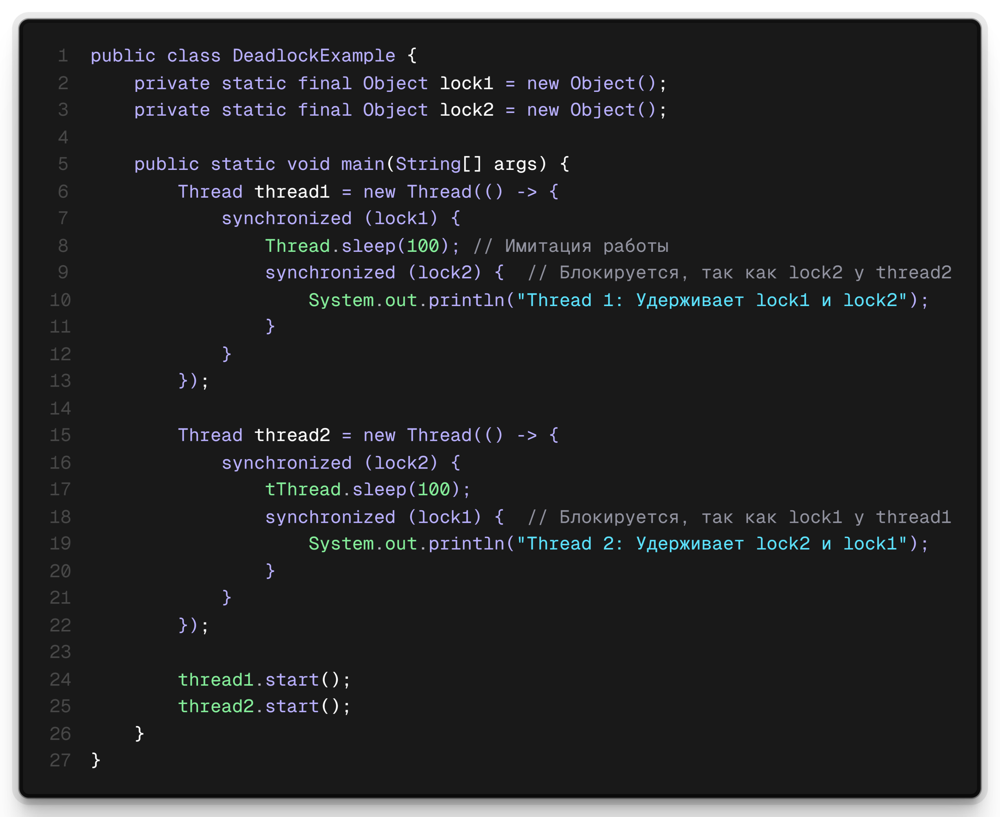 1 public class DeadlockExample {
2 private static final Object lock1 = new Object();
3 private static final Object lock2 = new Object();
4
5 public static void main(String[] args) {
6 Thread thread1 = new Thread(() -> {
7 synchronized (lock1) {
8 Thread.sleep(100); // Имитация работы
9 synchronized (lock2) { // Блокируется, так как lock2 у thread2
10 System.out.println("Thread 1: Удерживает lock1 и lock2");
11 }
12 }
13 });
14
15 Thread thread2 = new Thread(() -> {
16 synchronized (lock2) {
17 tThread.sleep(100);
18 synchronized (lock1) { // Блокируется, так как lock1 у thread1
19 System.out.println("Thread 2: Удерживает lock2 и lock1");
20 }
21 }
22 });
23
24 thread1.start();
25 thread2.start();
26 }
27 }